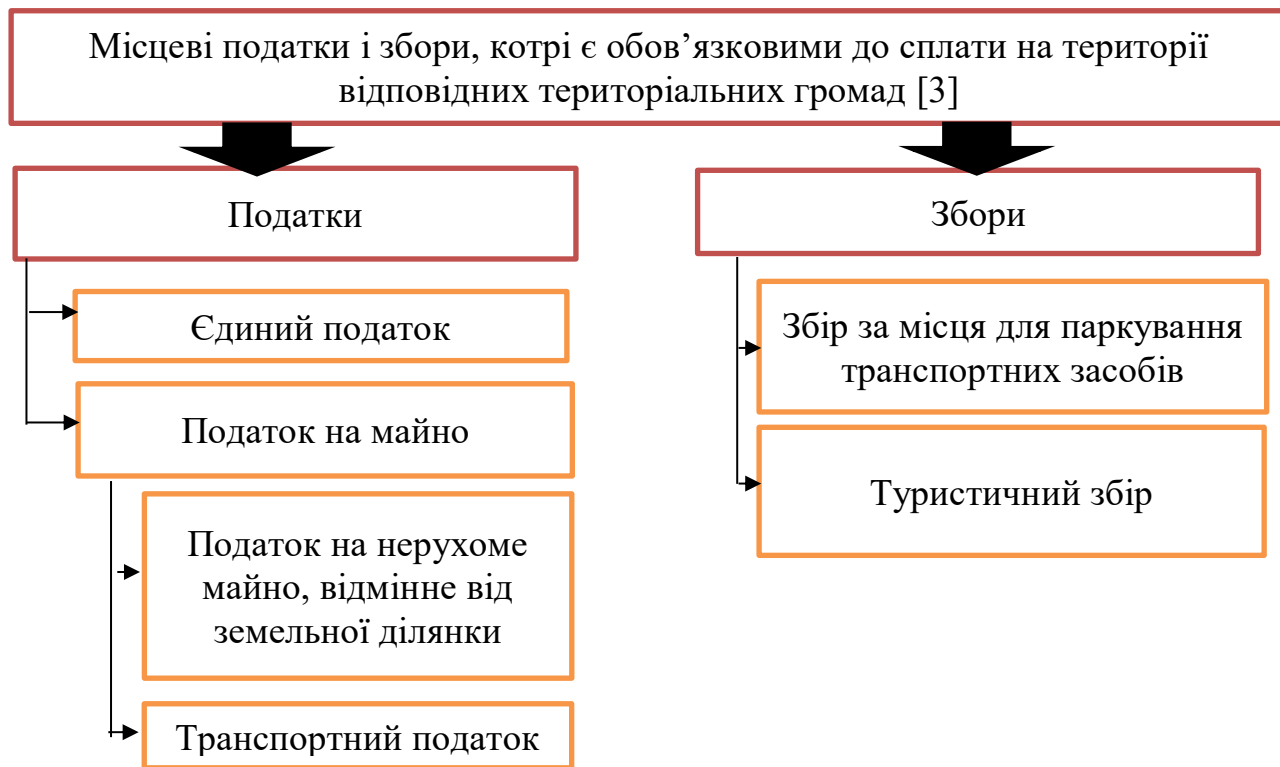 Місцеві податки і збори, котрі є обов’язковими до сплати на території
відповідних територіальних громад [3]
Податки
Єдиний податок
Податок на майно
Податок на нерухоме
майно, відмінне від
земельної ділянки
Транспортний податок
Збори
Збір за місця для паркування
транспортних засобів
Туристичний збір